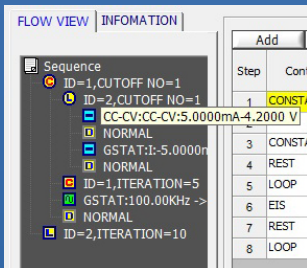 FLOW VIEW INFOMATION
Sequence
C ID=1,CUTOFF NO=1
L ID=2,CUTOFF NO=1
CC-CV:CC-CV:5.0000mA-4.2000 V
D NORMAL
GSTAT:I:-5.0000n
D NORMAL
C ID=1,ITERATION=5
GSTAT:100.00KHz ->
D NORMAL
L ID=2,ITERATION=10
Add
Step Cont
1 CONSTA
2
3 CONSTA
4 REST
5 LOOP
6 EIS
7 REST
8 LOOP